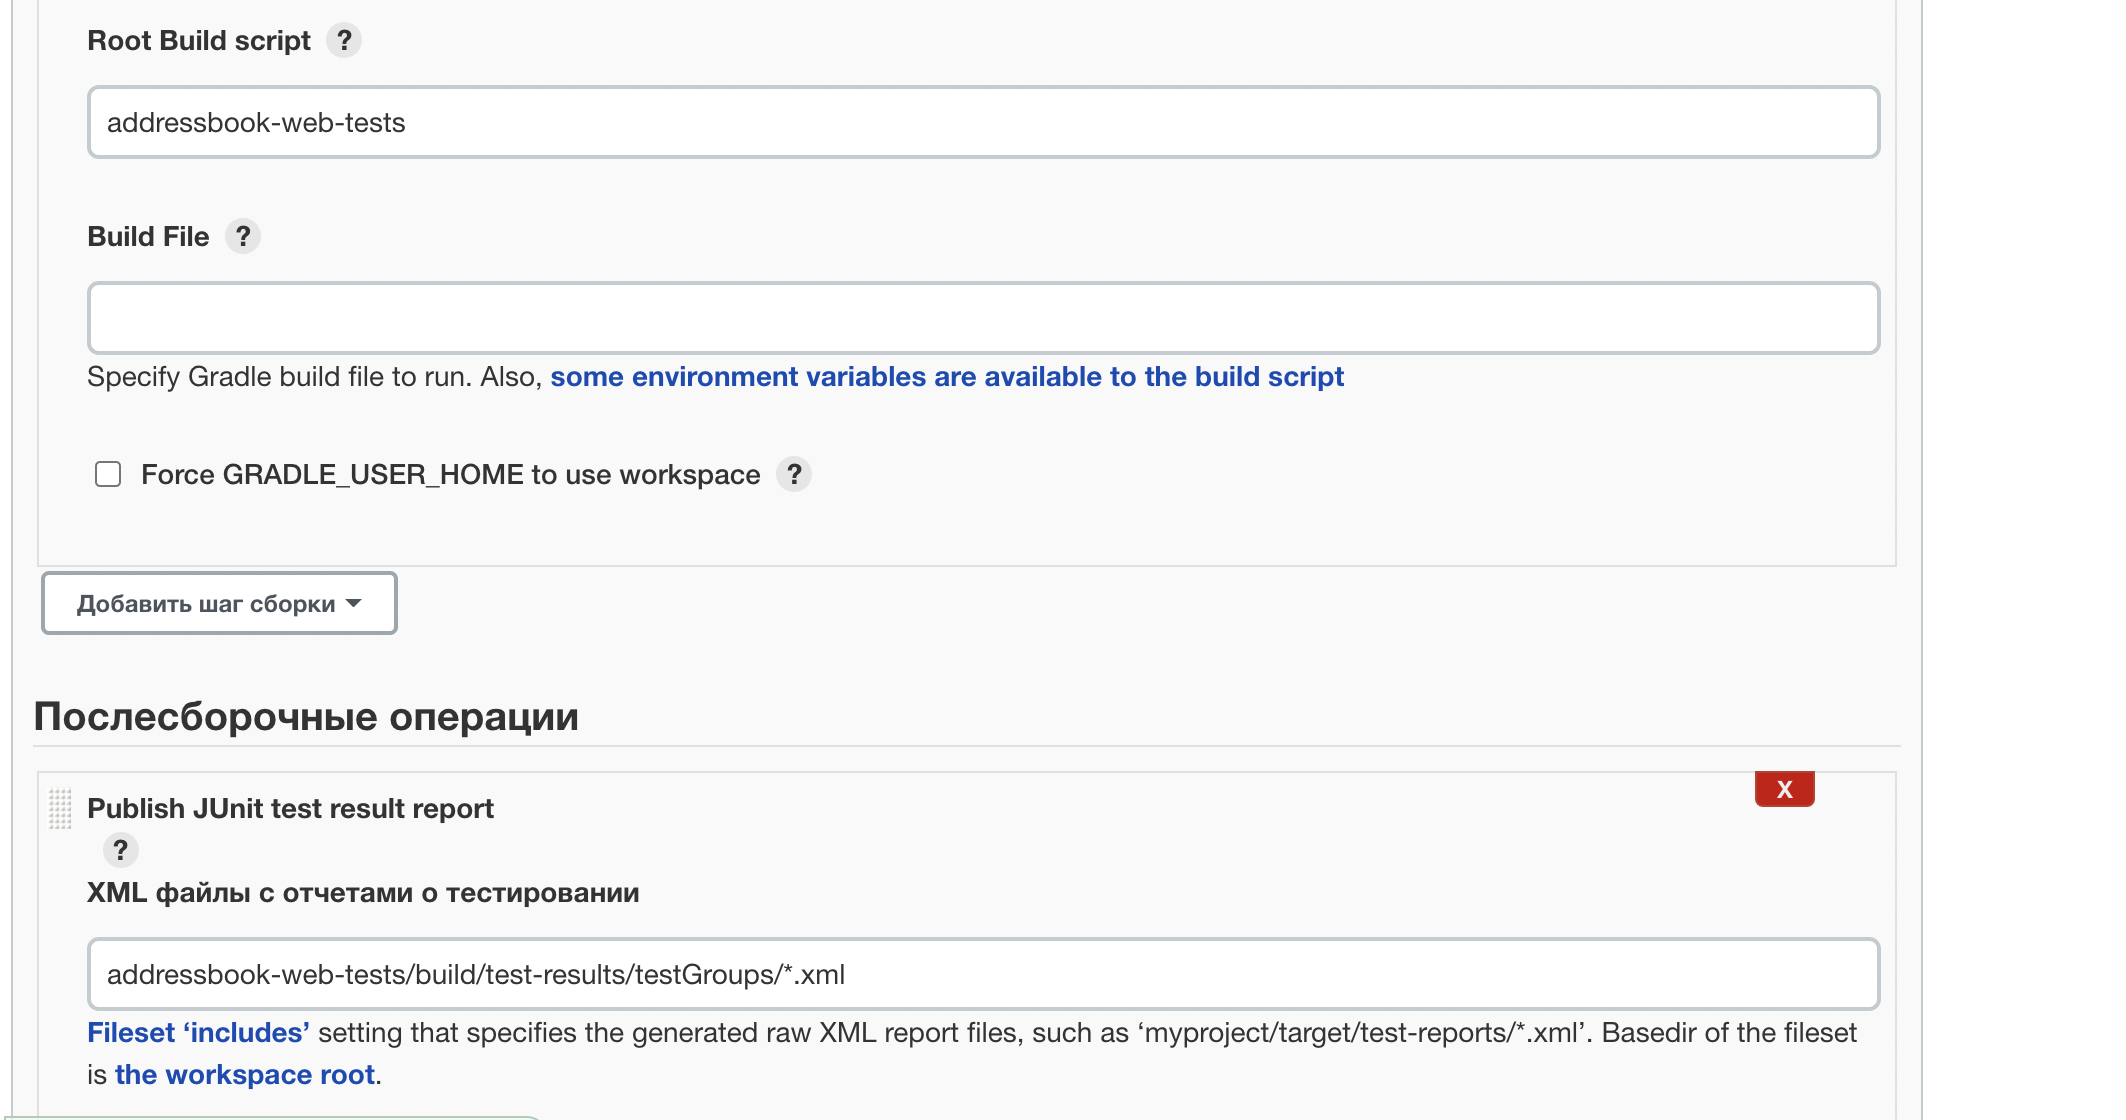 Root Build script ?
addressbook-web-tests
Build File ?
Specify Gradle build file to run. Also, some environment variables are available to the build script
Force GRADLE_USER_HOME to use workspace ?
Добавить шаг сборки
Послесборочные операции
X
Publish JUnit test result report
?
XML файлы с отчетами о тестировании
addressbook-web-tests/build/test-results/testGroups/*.xml
Fileset ‘includes’ setting that specifies the generated raw XML report files, such as ‘myproject/target/test-reports/*.xml’. Basedir of the fileset
is the workspace root.